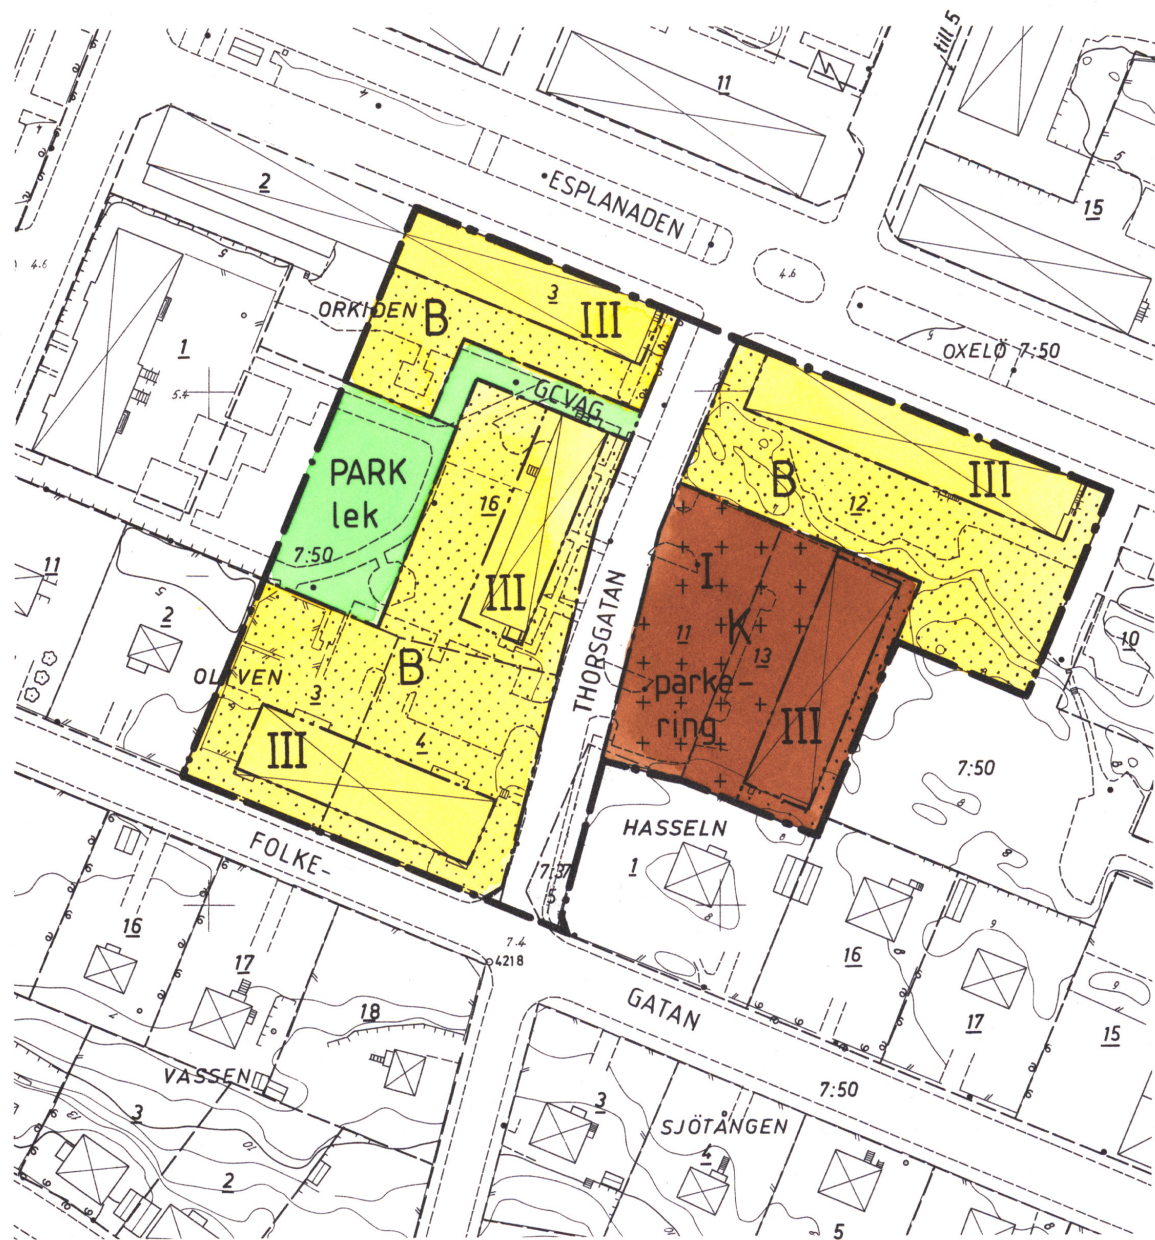 till 5
11
2
ESPLANADEN
15
5
4.6
4.6
3
III
ORKIDEN
B
1
5.4
OXELÖ 7:50
GCVÄG
PARK
lek
16
B
12
III
7:50
I
11
III
2
THORSGATAN
11
K
13
10
OLIVEN
3
B
parke-
ring
4
III
III
7:50
HASSELN
FOLKE-
1
7:37
5
16
17
7.4
4218
16
18
GATAN
17
15
VASSEN
7:50
3
3
SJÖTÅNGEN
4
2
10
5